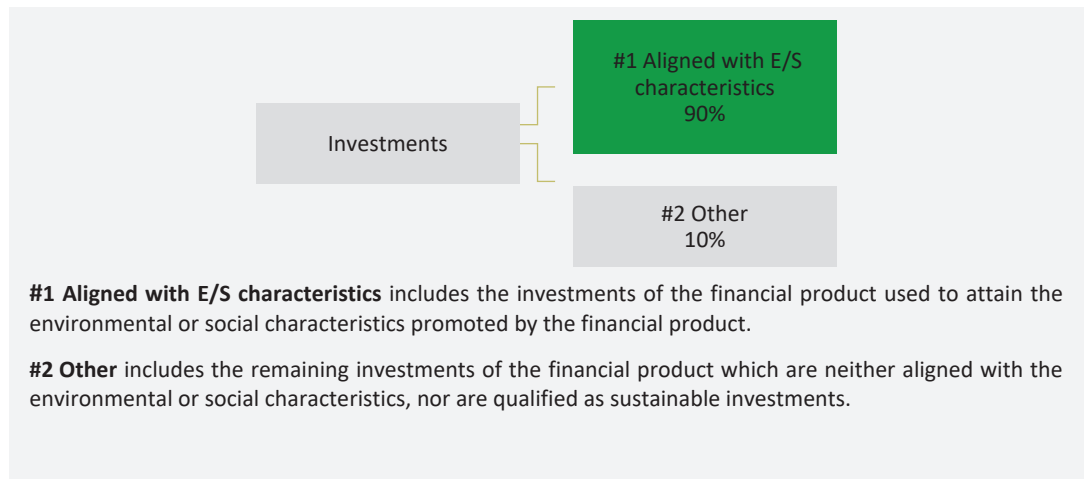 #1 Aligned with E/S
characteristics
90%
Investments
#2 Other
10%
#1 Aligned with E/S characteristics includes the investments of the financial product used to attain the
environmental or social characteristics promoted by the financial product.
#2 Other includes the remaining investments of the financial product which are neither aligned with the
environmental or social characteristics, nor are qualified as sustainable investments.